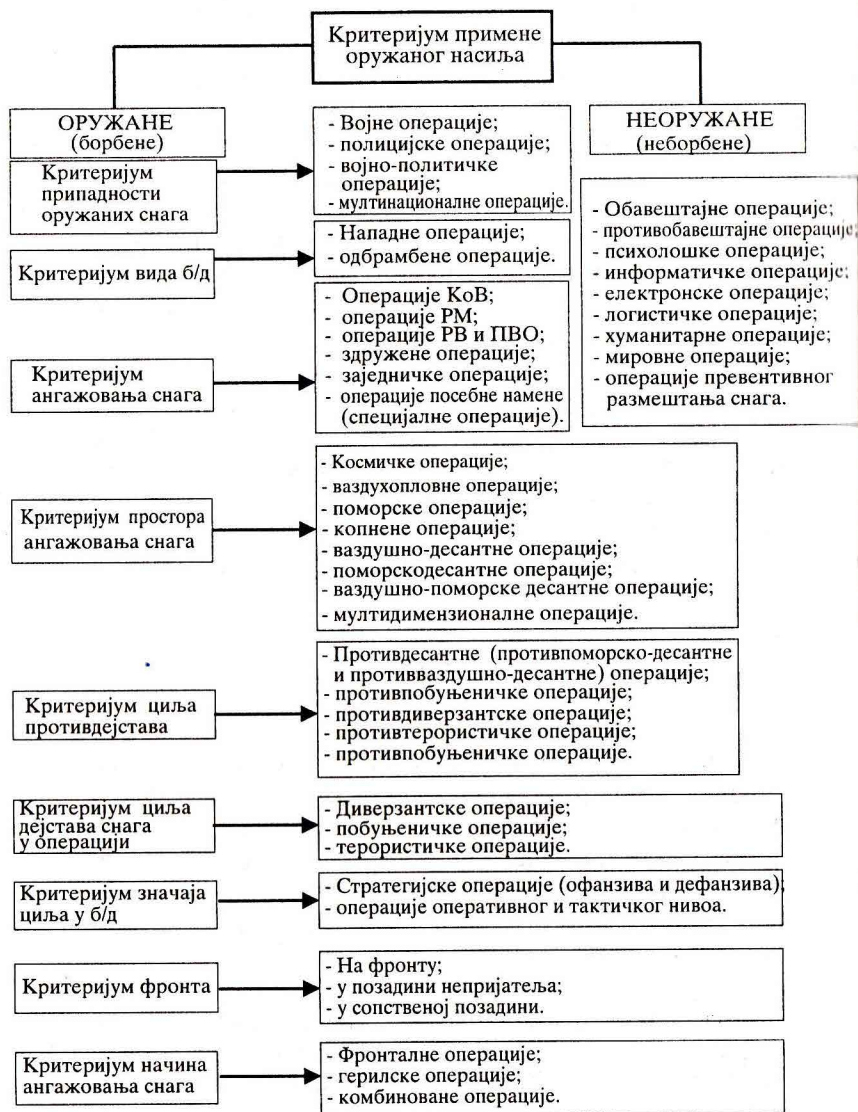 Критеријум примене
оружаног насиља
ОРУЖАНЕ
(борбене)
НЕОРУЖАНЕ
(неборбене)
Критеријум
припадности
оружаних снага
- Војне операције;
- полицијске операције;
- војно-политичке
операције;
- мултинационалне операције.
Критеријум вида б/д
- Нападне операције;
- одбрамбене операције.
Критеријум
ангажовања снага
- Операције КоВ;
- операције РМ;
- операције РВ и ПВО;
- здружене операције;
- заједничке операције;
- операције посебне намене
(специјалне операције).
- Обавештајне операције;
- противобавештајне операције;
- психолошке операције;
- информатичке операције;
- електронске операције;
- логистичке операције;
- хуманитарне операције;
- мировне операције;
- операције превентивног
размештања снага.
Критеријум простора
ангажовања снага
- Космичке операције;
- ваздухопловне операције;
- поморске операције;
- копнене операције;
- ваздушно-десантне операције;
- поморскодесантне операције;
- ваздушно-поморске десантне операције;
- мултидимензионалне операције.
Критеријум циља
противдејстава
- Противдесантне (противпоморско-десантне
и противваздушно-десантне) операције;
- противпобуњеничке операције;
- противдиверзантске операције;
- противтерористичке операције;
- противпобуњеничке операције.
Критеријум циља
дејстава снага
у операцији
- Диверзантске операције;
- побуњеничке операције;
- терористичке операције.
Критеријум значаја
циља у б/д
- Стратегијске операције (офанзива и дефанзива);
- операције оперативног и тактичког нивоа.
Критеријум фронта
- На фронту;
- у позадини непријатеља;
- у сопственој позадини.
Критеријум начина
ангажовања снага
- Фронталне операције;
- герилске операције;
- комбиноване операције.